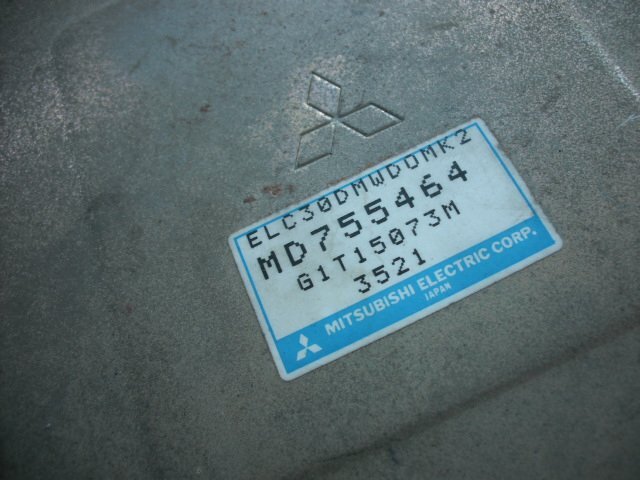 ELC30DMWDOMK2
MD755464
G1T15073M
3521
MITSUBISHI ELECTRIC CORP.
JAPAN